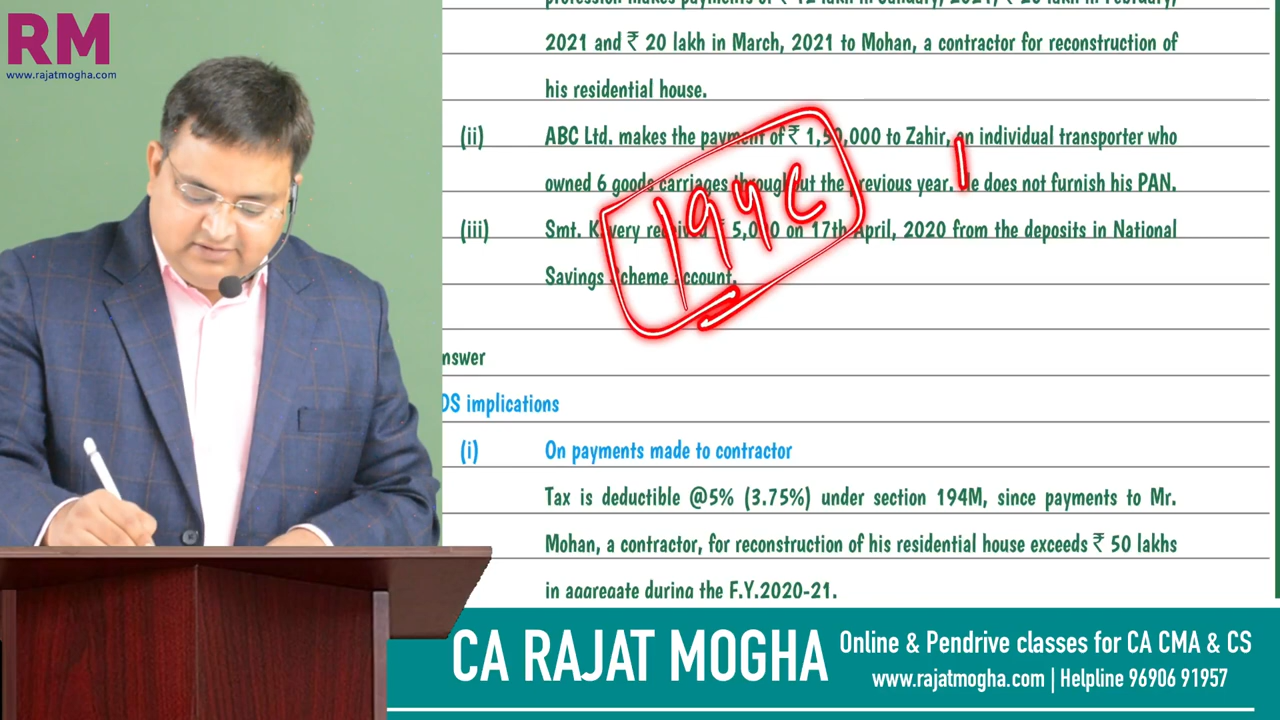 RM
www.rajatmogha.com
2021 and ₹ 20 lakh in March, 2021 to Mohan, a contractor for reconstruction of
his residential house.
(ii) ABC Ltd. makes the payment of ₹ 1,50,000 to Zahir, an individual transporter who
owned 6 goods carriages throughout the previous year. He does not furnish his PAN.
(iii) Smt. Kavery received ₹ 5,000 on 17th April, 2020 from the deposits in National
Savings Scheme account.
194C
nswer
DS implications
(i) On payments made to contractor
Tax is deductible @5% (3.75%) under section 194M, since payments to Mr.
Mohan, a contractor, for reconstruction of his residential house exceeds ₹ 50 lakhs
in aggregate during the F.Y.2020-21.
CA RAJAT MOGHA
Online & Pendrive classes for CA CMA & CS
www.rajatmogha.com | Helpline 96906 91957